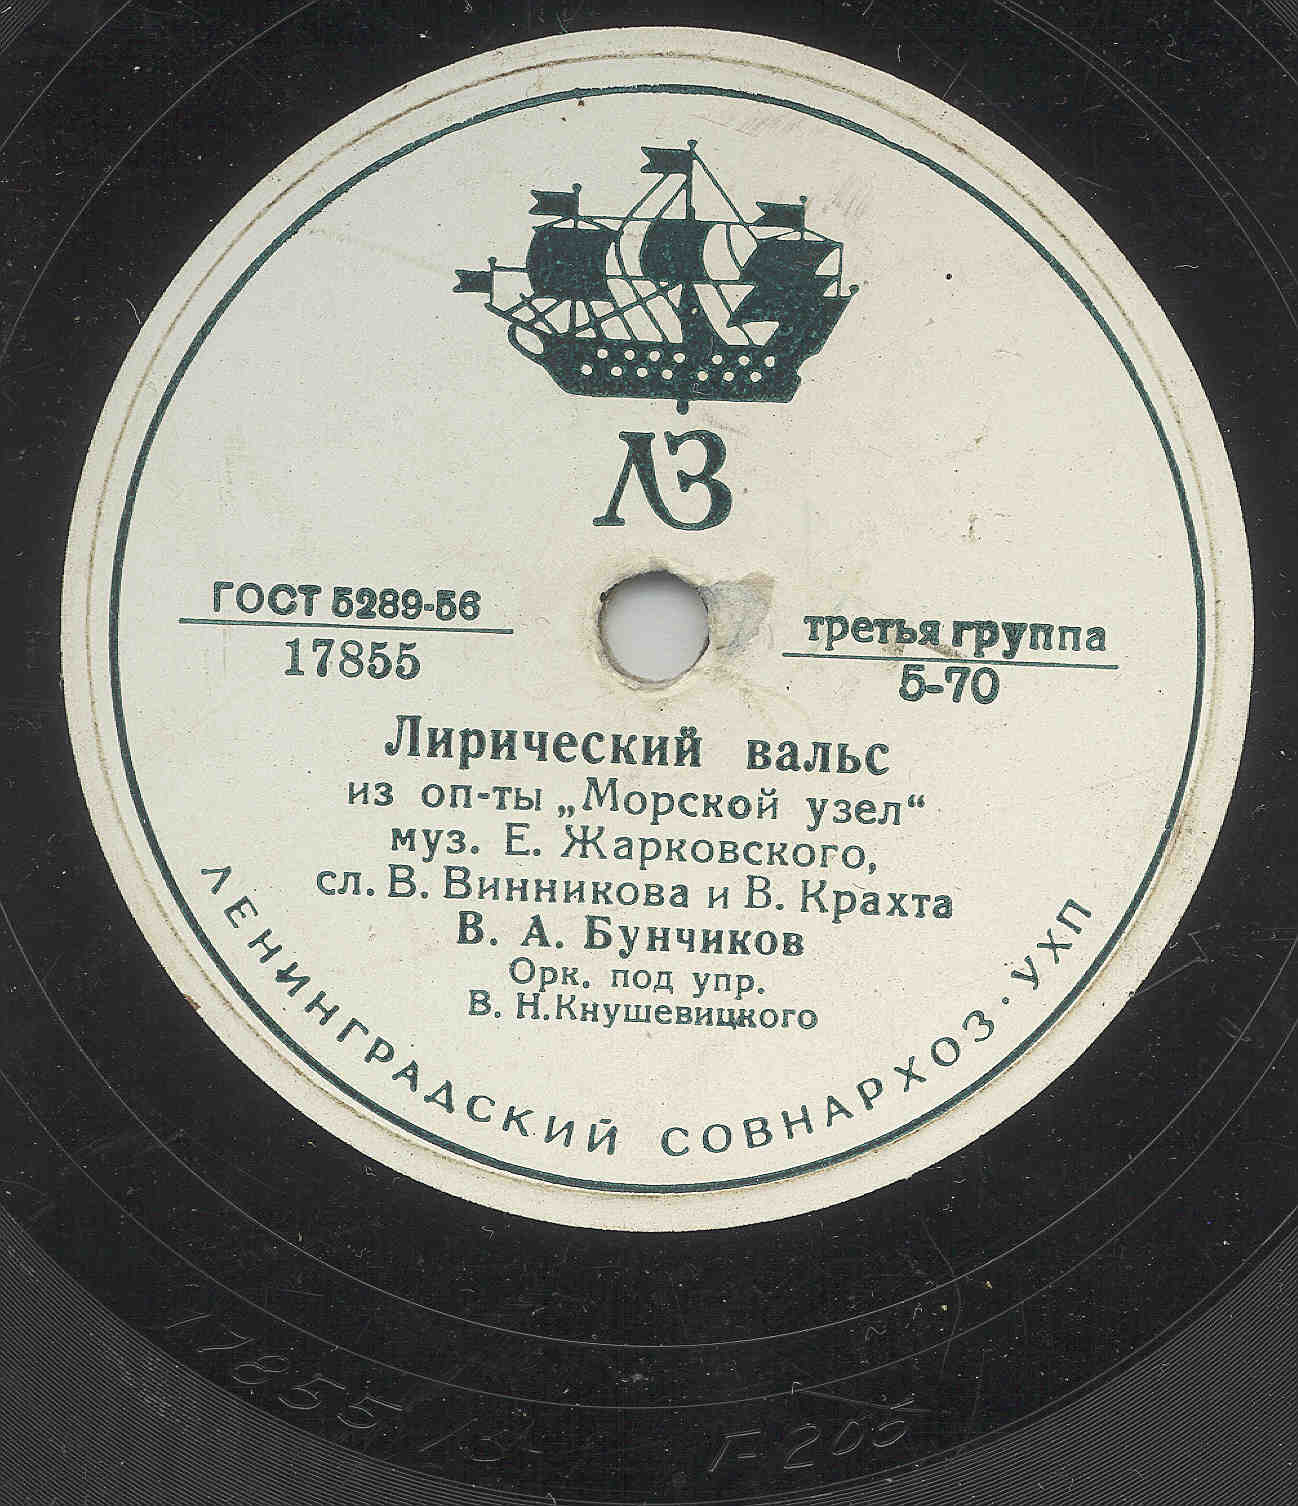 ЛЗ
ГОСТ 5289-56
17855
третья группа
5-70
Лирический вальс
из оп-ты „Морской узел“
муз. Е. Жарковского,
сл. В. Винникова и В. Крахта
В. А. Бунчиков
Орк. под упр.
В. Н. Кнушевицкого
ЛЕНИНГРАДСКИЙ СОВНАРХОЗ · УХП
17855
Г-205